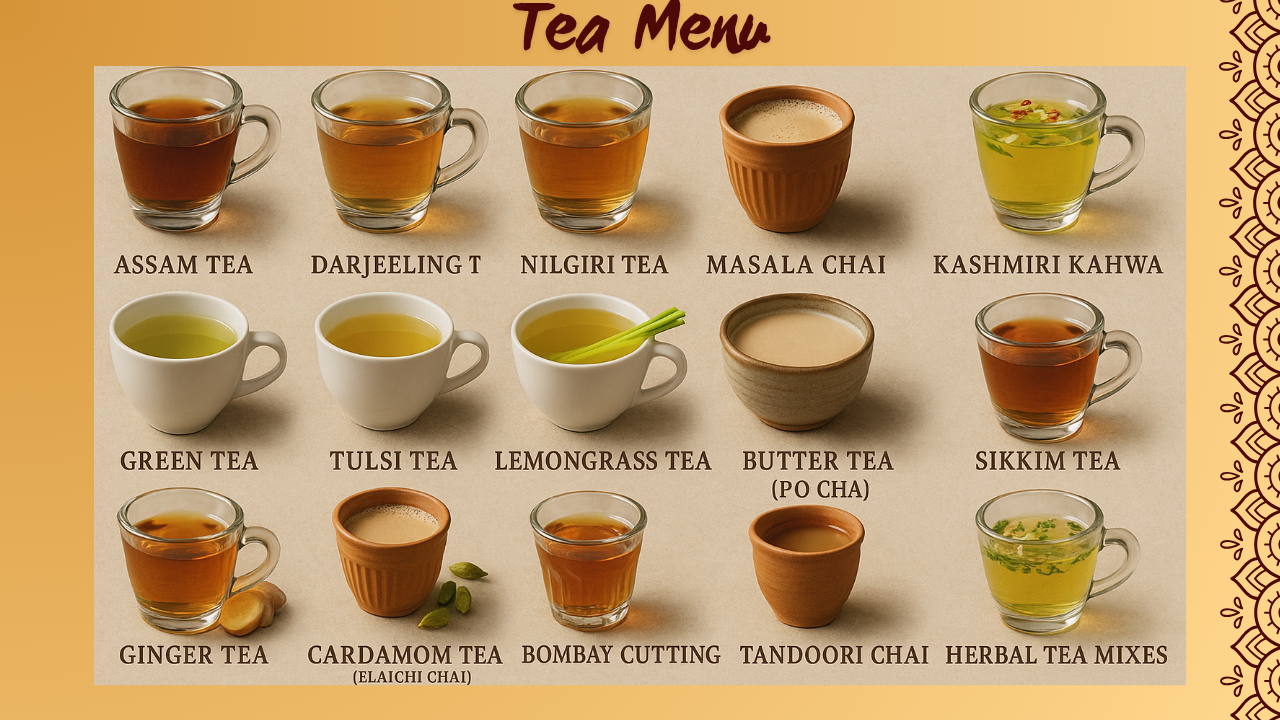 Tea Menu
ASSAM TEA
DARJEELING T
NILGIRI TEA
MASALA CHAI
KASHMIRI KAHWA
GREEN TEA
TULSI TEA
LEMONGRASS TEA
BUTTER TEA
(PO CHA)
SIKKIM TEA
GINGER TEA
CARDAMOM TEA
(ELAICHI CHAI)
BOMBAY CUTTING
TANDOORI CHAI
HERBAL TEA MIXES